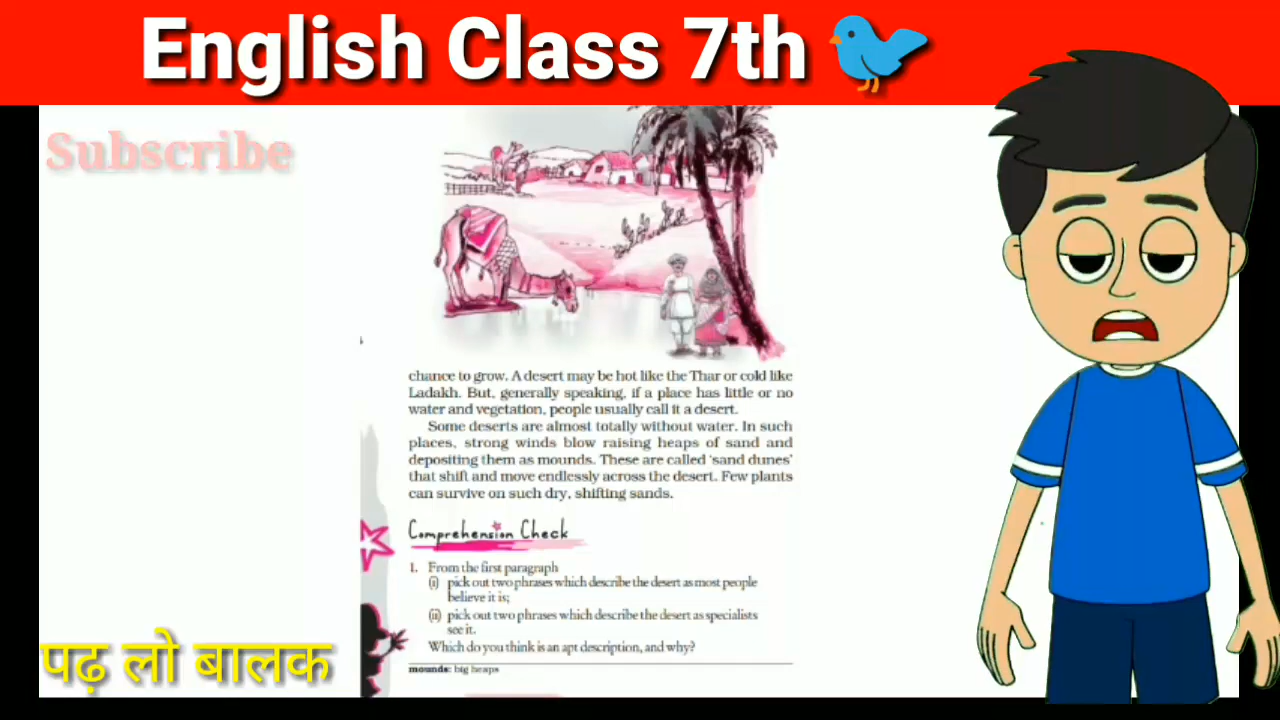 English Class 7th
Subscribe
chance to grow. A desert may be hot like the Thar or cold like
Ladakh. But, generally speaking, if a place has little or no
water and vegetation, people usually call it a desert.
Some deserts are almost totally without water. In such
places, strong winds blow raising heaps of sand and
depositing them as mounds. These are called ‘sand dunes’
that shift and move endlessly across the desert. Few plants
can survive on such dry, shifting sands.
Comprehension Check
1. From the first paragraph
(i) pick out two phrases which describe the desert as most people
believe it is;
(ii) pick out two phrases which describe the desert as specialists
see it.
Which do you think is an apt description, and why?
mounds: big heaps
पढ़ लो बालक